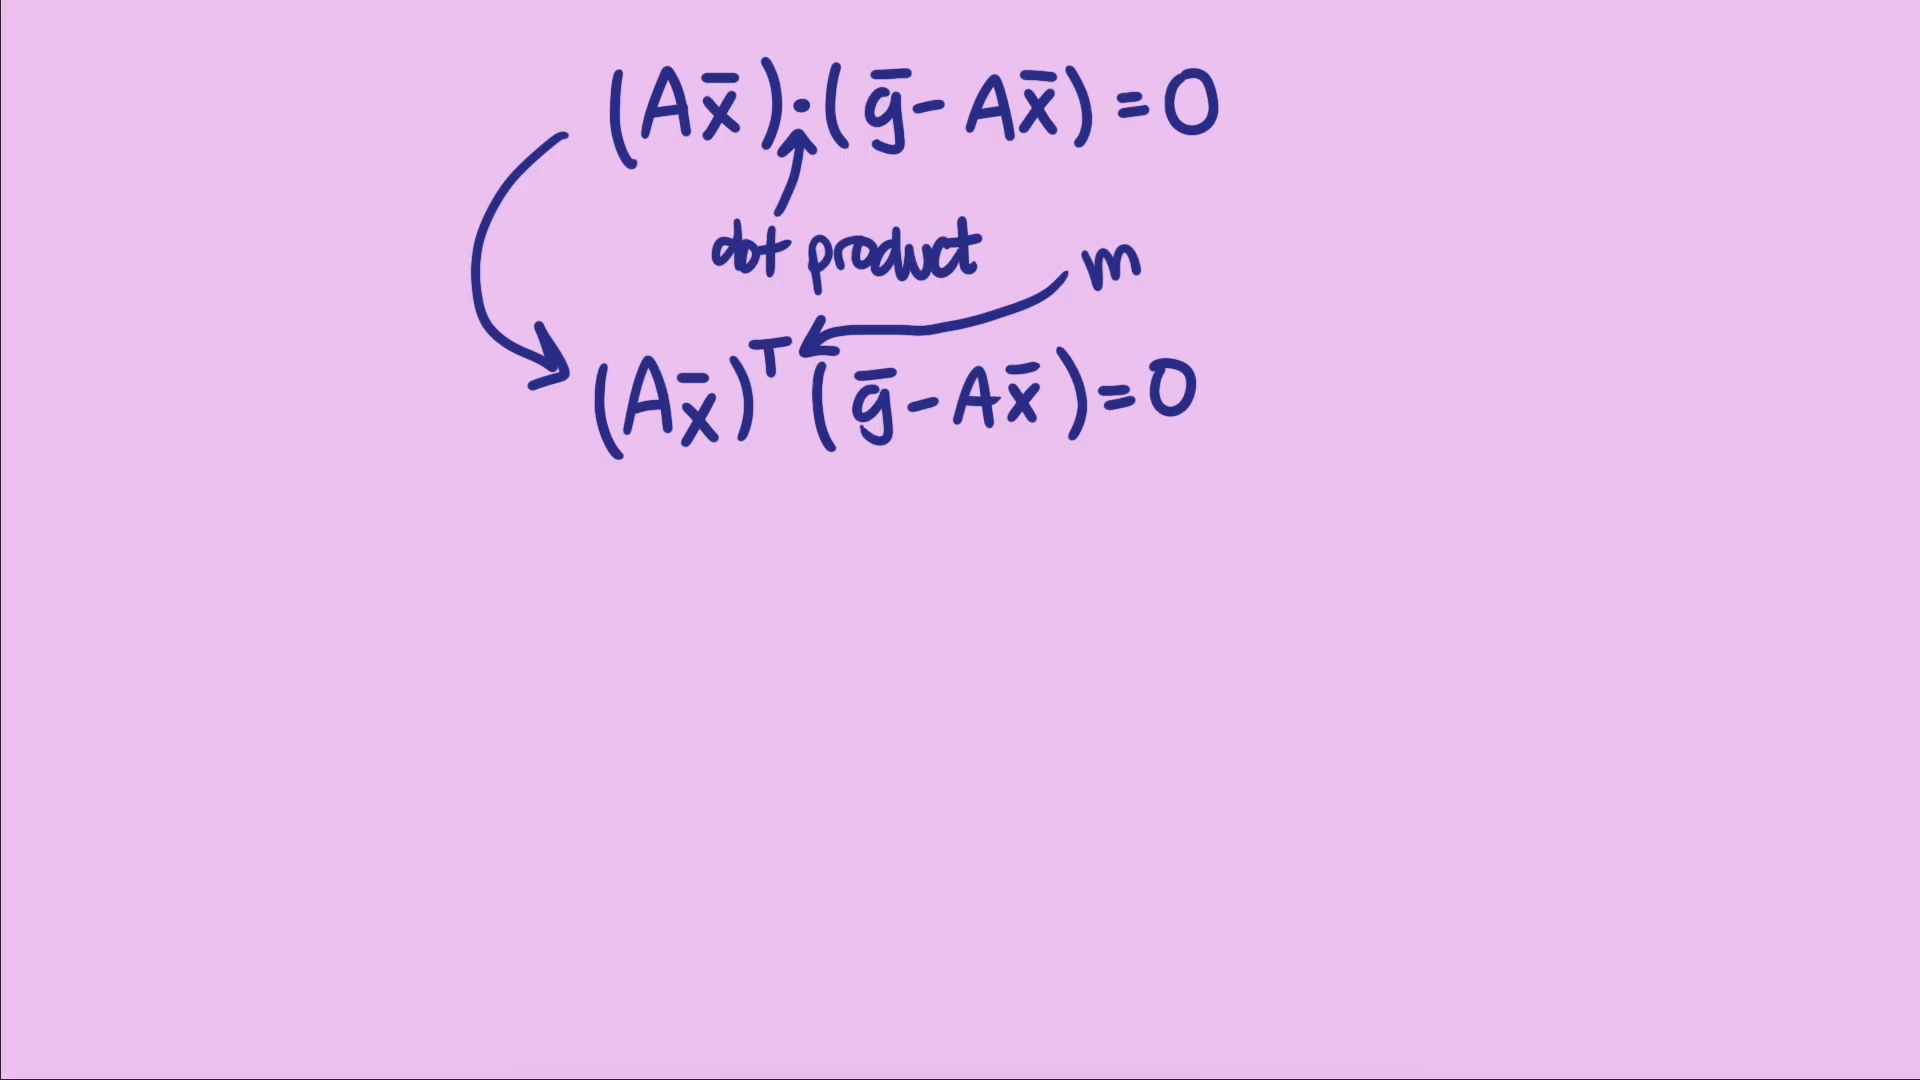 (Ax̄)·(ḡ-Ax̄)=0
dot product
m
(Ax̄)ᵀ(ḡ-Ax̄)=0